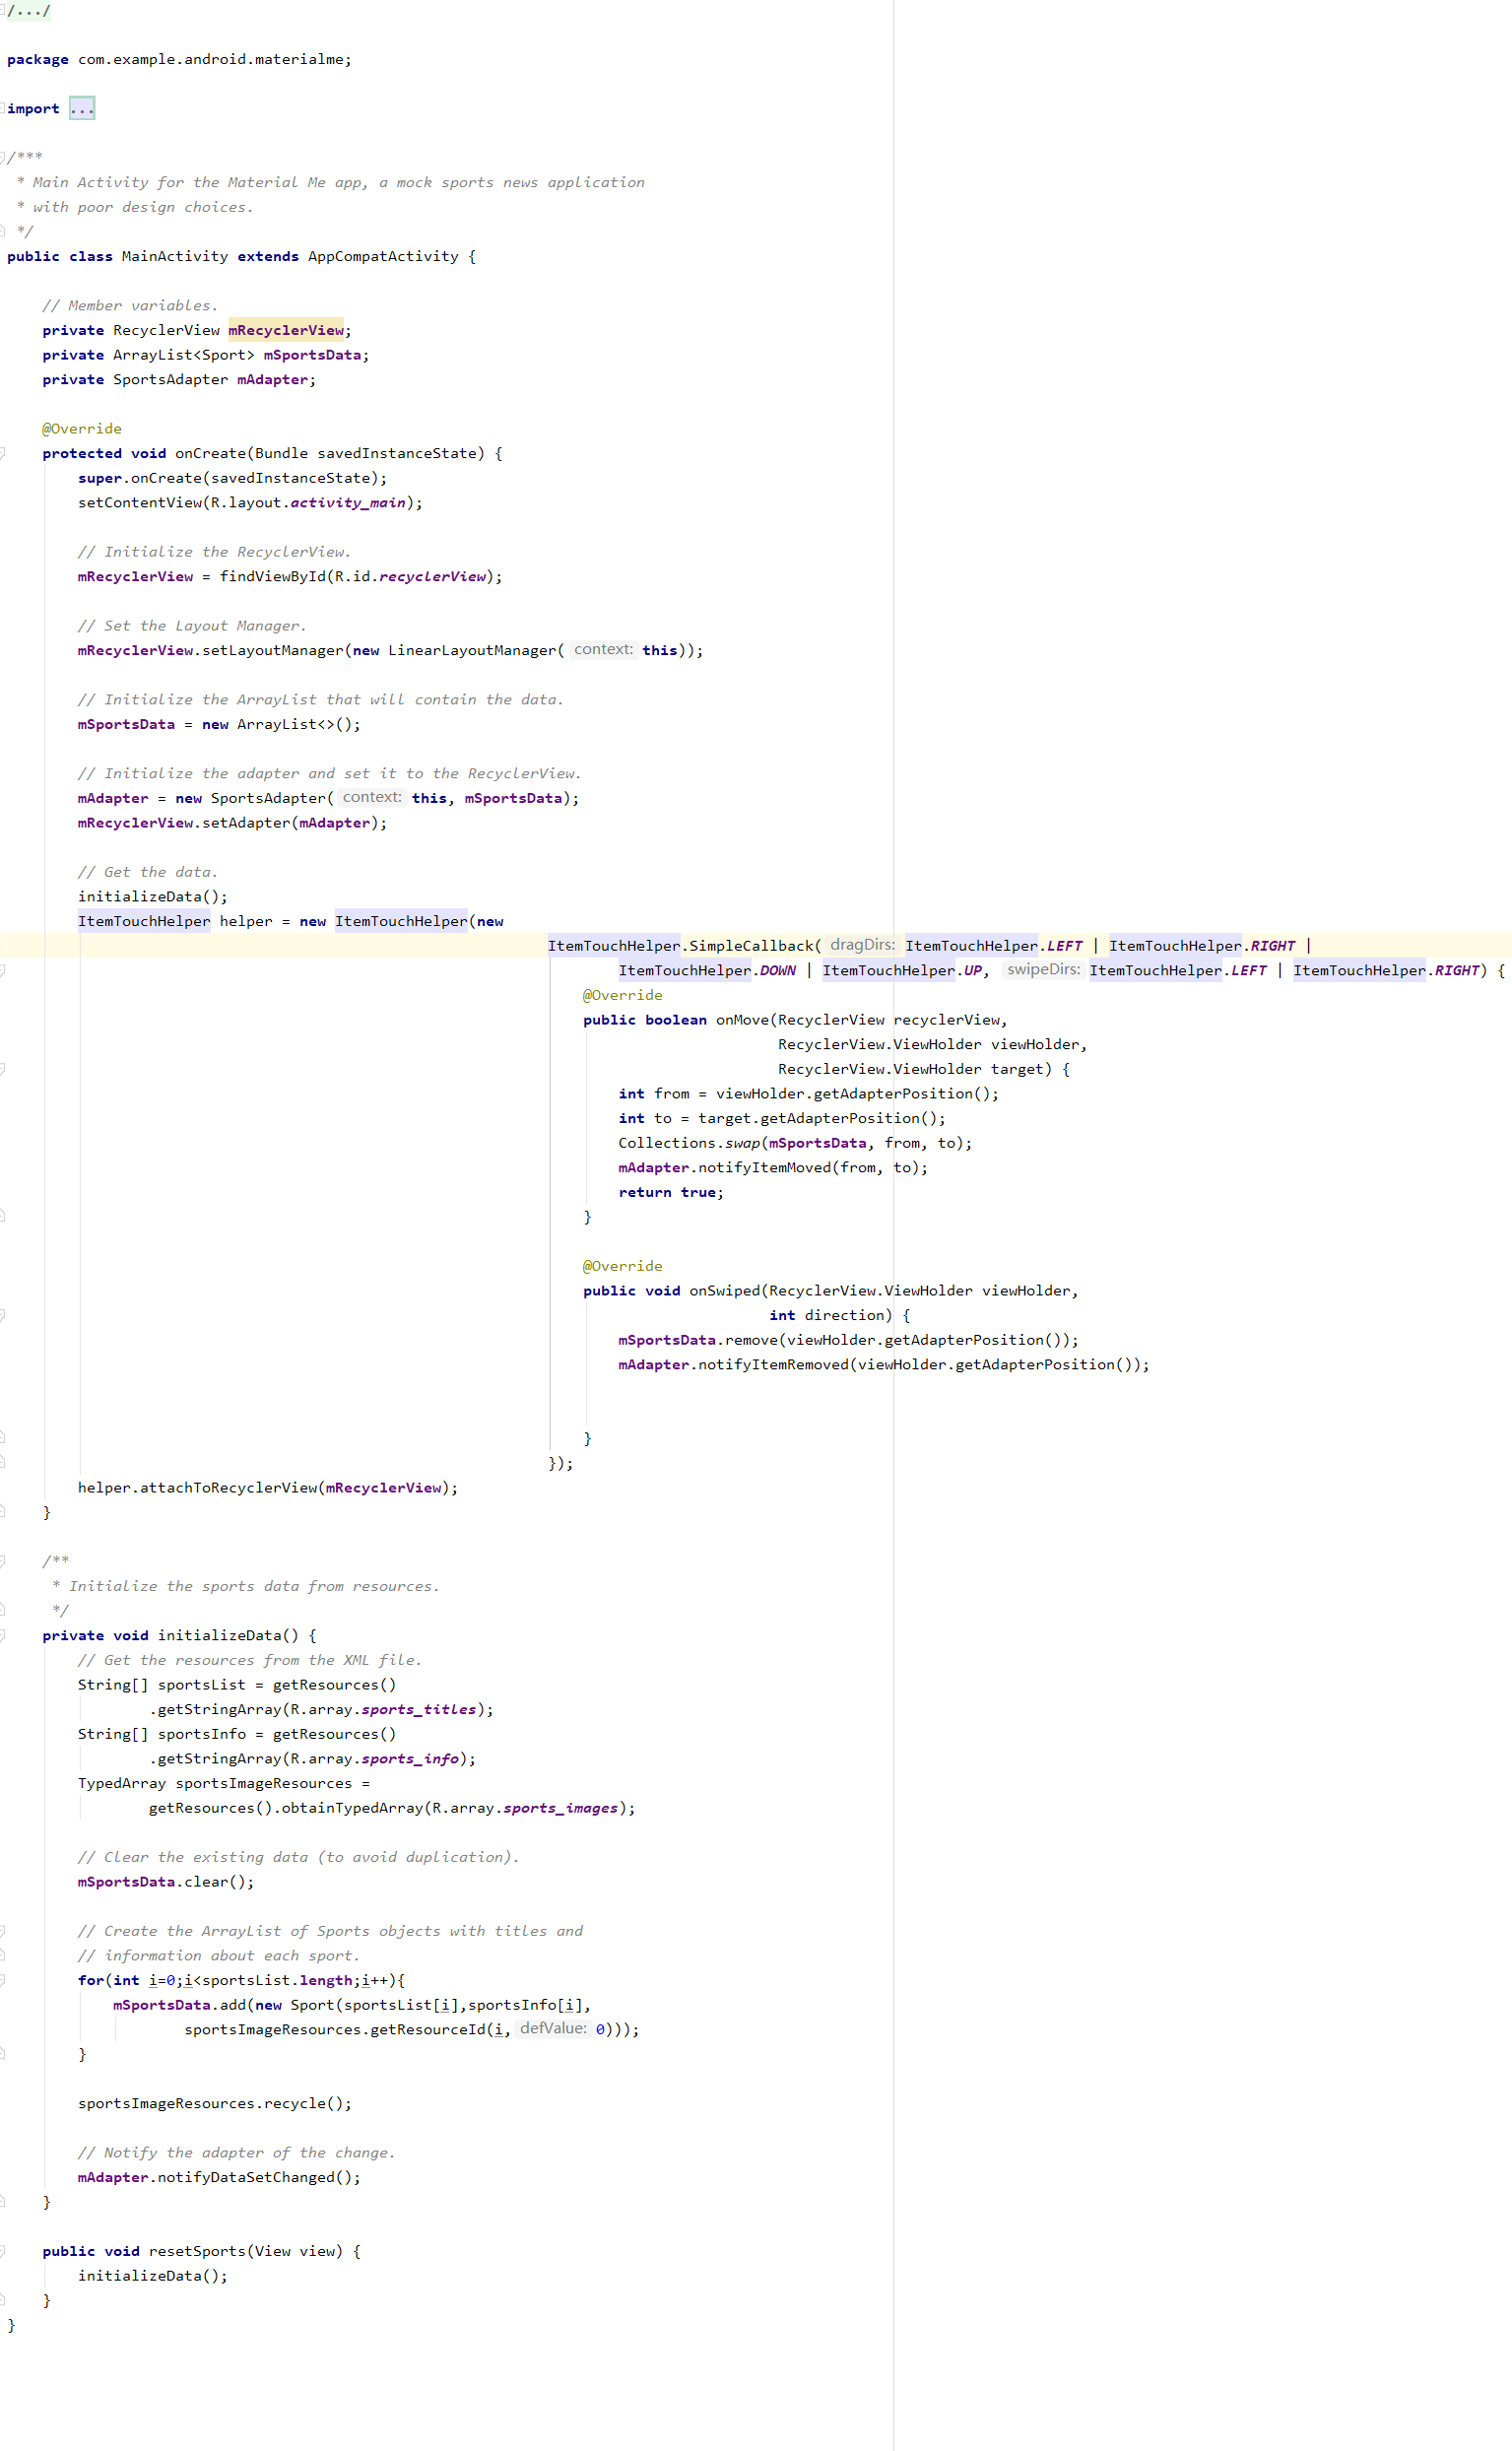 /.../
package com.example.android.materialme;
import ...
/***
 * Main Activity for the Material Me app, a mock sports news application
 * with poor design choices.
 */
public class MainActivity extends AppCompatActivity {
    // Member variables.
    private RecyclerView mRecyclerView;
    private ArrayList<Sport> mSportsData;
    private SportsAdapter mAdapter;
    @Override
    protected void onCreate(Bundle savedInstanceState) {
        super.onCreate(savedInstanceState);
        setContentView(R.layout.activity_main);
        // Initialize the RecyclerView.
        mRecyclerView = findViewById(R.id.recyclerView);
        // Set the Layout Manager.
        mRecyclerView.setLayoutManager(new LinearLayoutManager( context: this));
        // Initialize the ArrayList that will contain the data.
        mSportsData = new ArrayList<>();
        // Initialize the adapter and set it to the RecyclerView.
        mAdapter = new SportsAdapter( context: this, mSportsData);
        mRecyclerView.setAdapter(mAdapter);
        // Get the data.
        initializeData();
        ItemTouchHelper helper = new ItemTouchHelper(new
                ItemTouchHelper.SimpleCallback( dragDirs: ItemTouchHelper.LEFT | ItemTouchHelper.RIGHT |
                        ItemTouchHelper.DOWN | ItemTouchHelper.UP, swipeDirs: ItemTouchHelper.LEFT | ItemTouchHelper.RIGHT) {
                    @Override
                    public boolean onMove(RecyclerView recyclerView,
                                          RecyclerView.ViewHolder viewHolder,
                                          RecyclerView.ViewHolder target) {
                        int from = viewHolder.getAdapterPosition();
                        int to = target.getAdapterPosition();
                        Collections.swap(mSportsData, from, to);
                        mAdapter.notifyItemMoved(from, to);
                        return true;
                    }
                    @Override
                    public void onSwiped(RecyclerView.ViewHolder viewHolder,
                                         int direction) {
                        mSportsData.remove(viewHolder.getAdapterPosition());
                        mAdapter.notifyItemRemoved(viewHolder.getAdapterPosition());
                    }
                });
        helper.attachToRecyclerView(mRecyclerView);
    }
    /**
     * Initialize the sports data from resources.
     */
    private void initializeData() {
        // Get the resources from the XML file.
        String[] sportsList = getResources()
                .getStringArray(R.array.sports_titles);
        String[] sportsInfo = getResources()
                .getStringArray(R.array.sports_info);
        TypedArray sportsImageResources =
                getResources().obtainTypedArray(R.array.sports_images);
        // Clear the existing data (to avoid duplication).
        mSportsData.clear();
        // Create the ArrayList of Sports objects with titles and
        // information about each sport.
        for(int i=0;i<sportsList.length;i++){
            mSportsData.add(new Sport(sportsList[i],sportsInfo[i],
                    sportsImageResources.getResourceId(i, defValue: 0)));
        }
        sportsImageResources.recycle();
        // Notify the adapter of the change.
        mAdapter.notifyDataSetChanged();
    }
    public void resetSports(View view) {
        initializeData();
    }
}